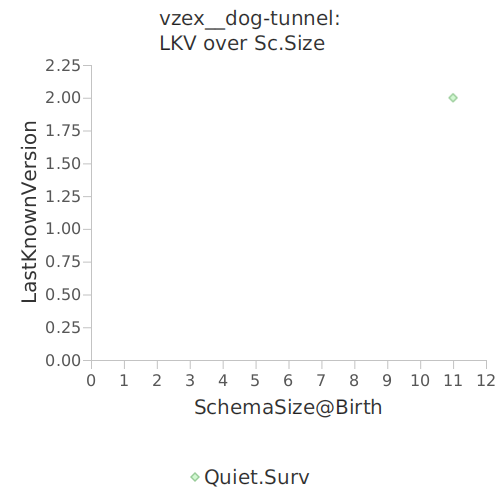 vzex__dog-tunnel:
LKV over Sc.Size
2.25
2.00
1.75
1.50
1.25
1.00
0.75
0.50
0.25
0.00
LastKnownVersion
0 1 2 3 4 5 6 7 8 9 10 11 12
SchemaSize@Birth
Quiet.Surv